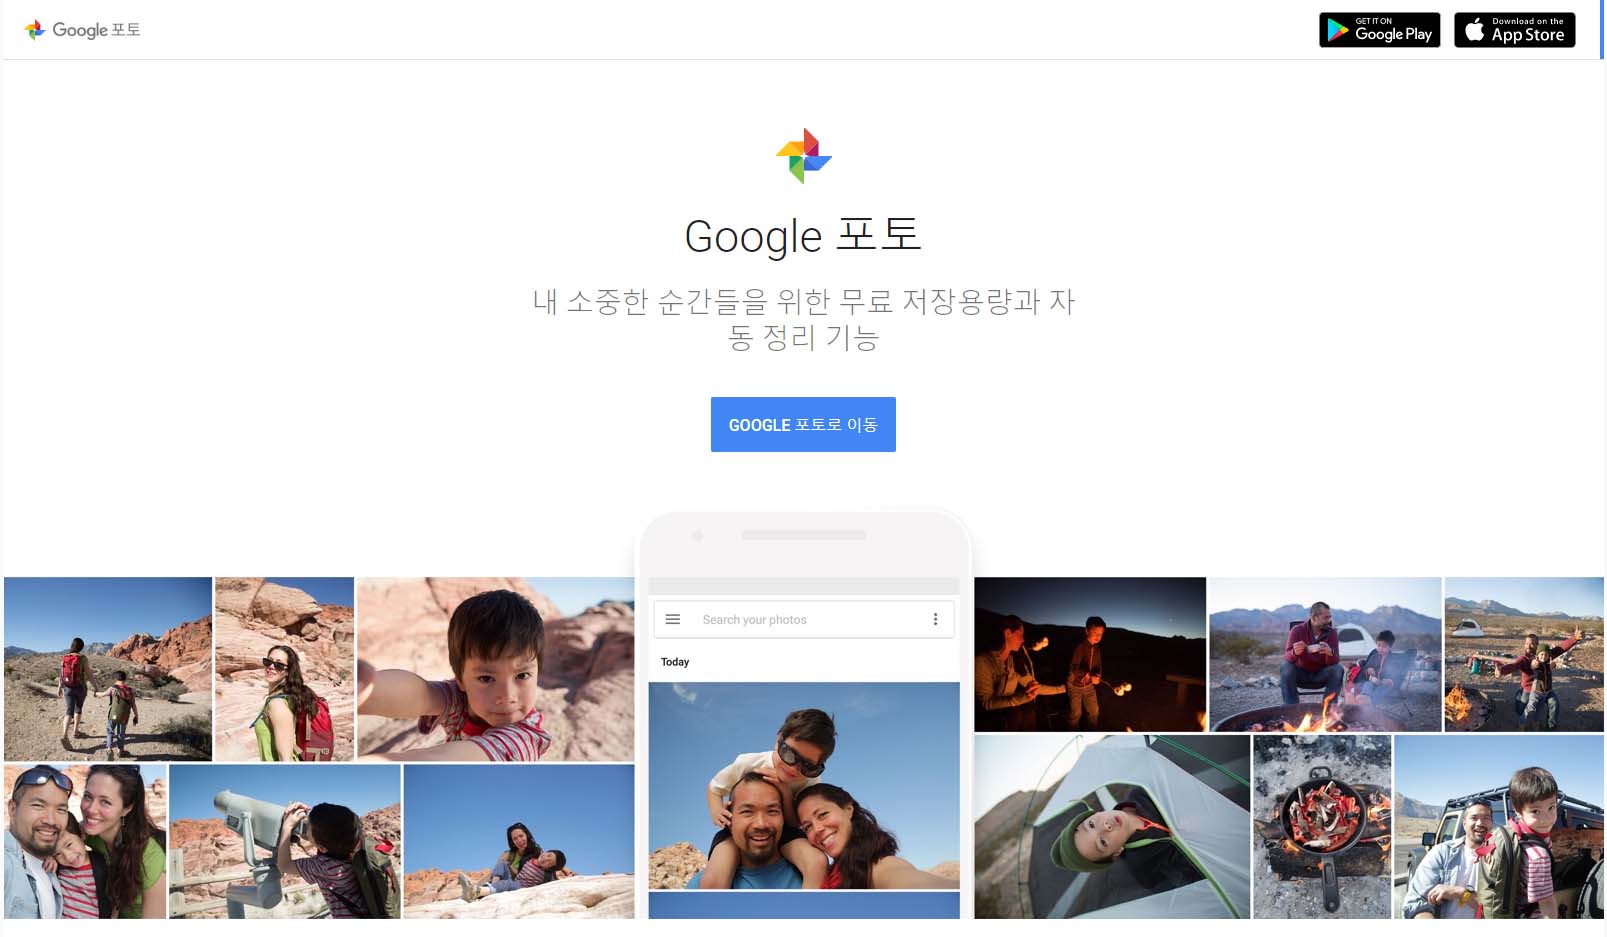 Google 포토
GET IT ON
Google Play
Download on the
App Store
Google 포토
내 소중한 순간들을 위한 무료 저장용량과 자
동 정리 기능
GOOGLE 포토로 이동
Search your photos
Today